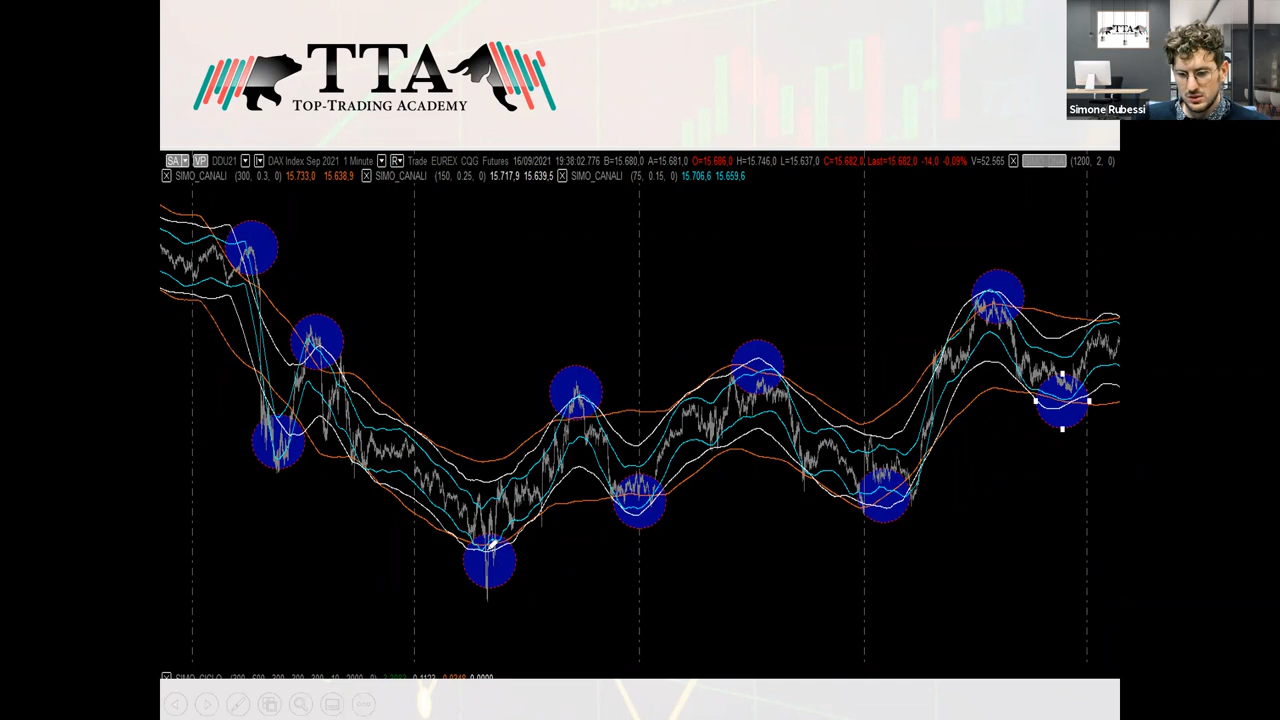 TTA
TOP-TRADING ACADEMY
Simone Rubessi
SA VP DDU21 I DAX Index Sep 2021 1 Minute R Trade EUREX CQG Futures 16/09/2021 19:38:02.776 B=15.680,0 A=15.681,0 O=15.686,0 H=15.746,0 L=15.637,0 C=15.682,0 Last=15.682,0 -14,0 -0.09% V=52.565 (1200, 2, 0)
SIMO_CANALI (300, 0.3, 0) 15.733,0 15.638,9 SIMO_CANALI (150, 0.25, 0) 15.717,9 15.639,5 SIMO_CANALI (75, 0.15, 0) 15.706,6 15.659,6